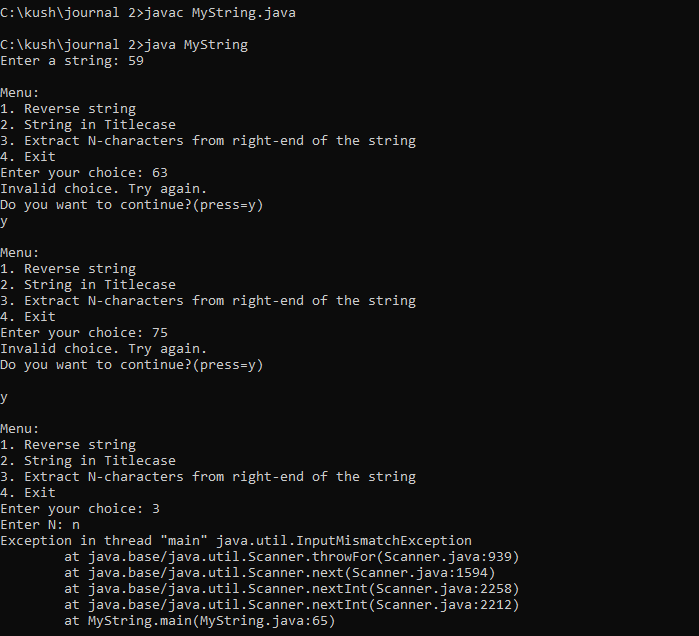 C:\kush\journal 2>javac MyString.java
C:\kush\journal 2>java MyString
Enter a string: 59
Menu:
1. Reverse string
2. String in Titlecase
3. Extract N-characters from right-end of the string
4. Exit
Enter your choice: 63
Invalid choice. Try again.
Do you want to continue?(press=y)
y
Menu:
1. Reverse string
2. String in Titlecase
3. Extract N-characters from right-end of the string
4. Exit
Enter your choice: 75
Invalid choice. Try again.
Do you want to continue?(press=y)
y
Menu:
1. Reverse string
2. String in Titlecase
3. Extract N-characters from right-end of the string
4. Exit
Enter your choice: 3
Enter N: n
Exception in thread "main" java.util.InputMismatchException
        at java.base/java.util.Scanner.throwFor(Scanner.java:939)
        at java.base/java.util.Scanner.next(Scanner.java:1594)
        at java.base/java.util.Scanner.nextInt(Scanner.java:2258)
        at java.base/java.util.Scanner.nextInt(Scanner.java:2212)
        at MyString.main(MyString.java:65)